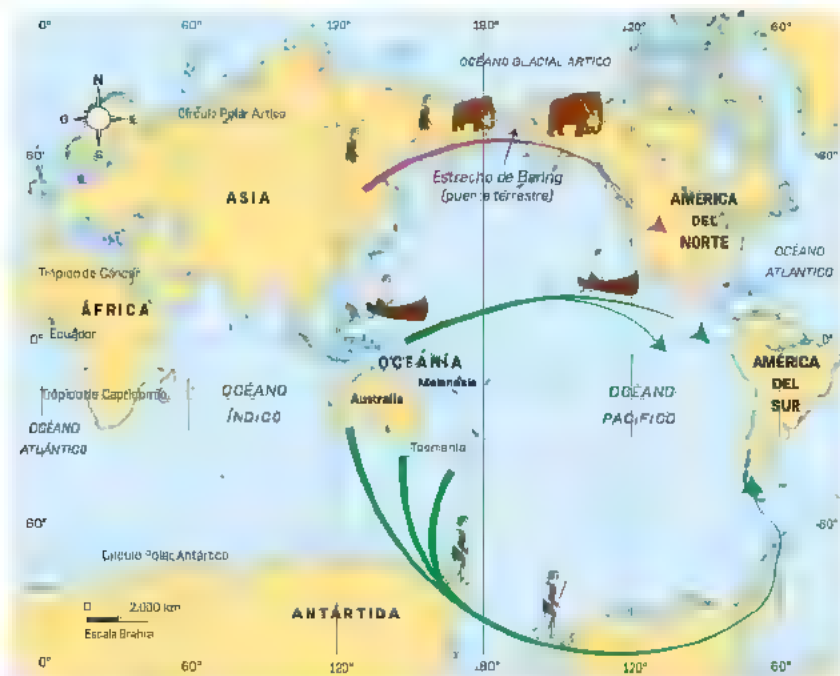 0° 60° 120° 180° 120° 60°
OCÉANO GLACIAL ÁRTICO
N
Círculo Polar Ártico
O E
S
60° 60°
Estrecho de Bering
(puente terrestre)
ASIA
AMÉRICA
DEL
NORTE
OCÉANO
ATLÁNTICO
Trópico de Cáncer
ÁFRICA
Ecuador
0° 0°
OCEANÍA
Melanesia
AMÉRICA
DEL
SUR
Trópico de Capricornio
OCÉANO
ÍNDICO
Australia
OCÉANO
PACÍFICO
OCÉANO
ATLÁNTICO
Tasmania
60° 60°
Círculo Polar Antártico
0 2.000 km
ANTÁRTIDA
0° 60° 120° 180° 120° 60°